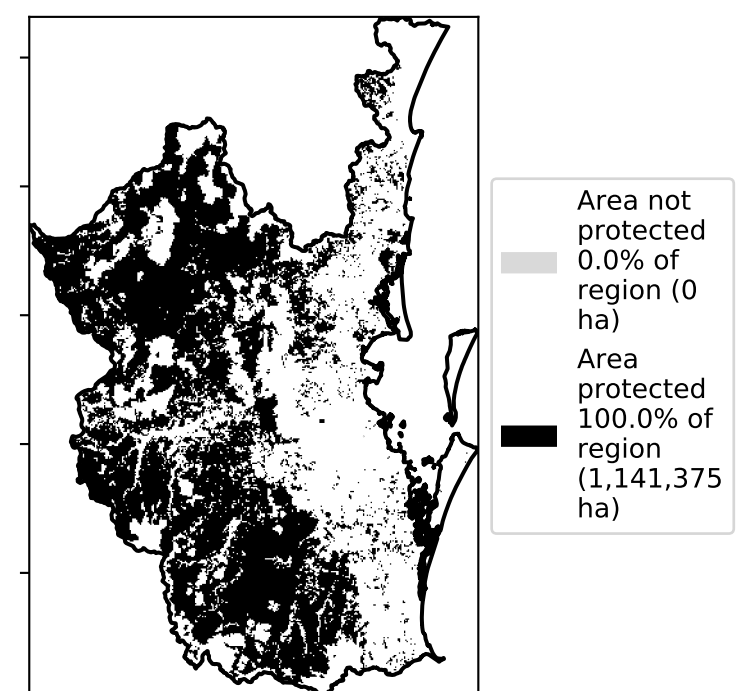 Area not
protected
0.0% of
region (0
ha)
Area
protected
100.0% of
region
(1,141,375
ha)